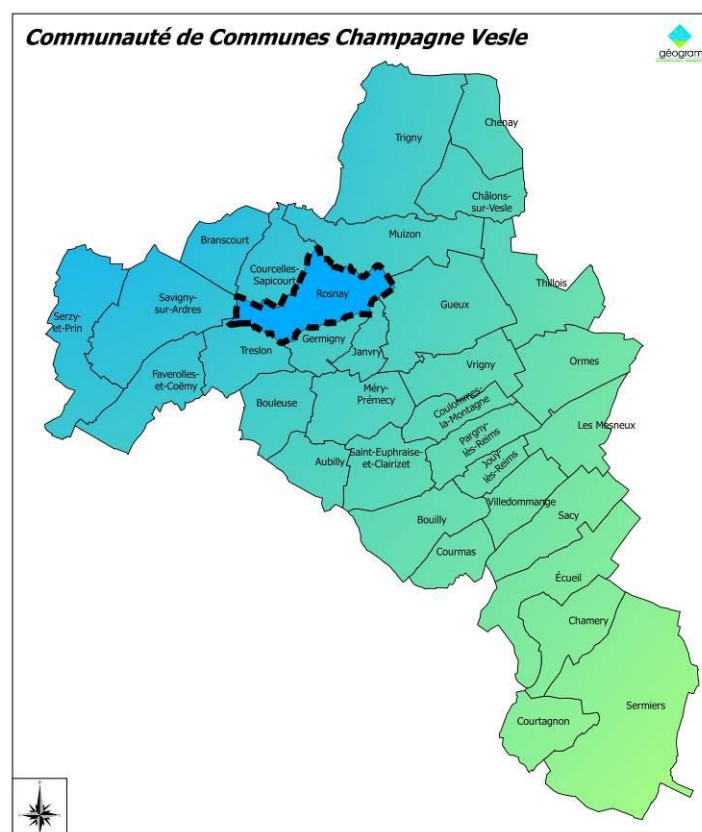 Communauté de Communes Champagne Vesle
géogram
Trigny
Chenay
Châlons-
sur-Vesle
Branscourt
Muizon
Courcelles-
Sapicourt
Thillois
Rosnay
Savigny-
sur-Ardres
Gueux
Serzy-
et-Prin
Germigny
Treslon
Janvry
Vrigny
Ormes
Faverolles-
et-Coëmy
Méry-
Prémecy
Bouleuse
Coulommes-
la-Montagne
Les Mesneux
Pargny-
lès-Reims
Saint-Euphraise-
et-Clairizet
Aubilly
Jouy-
lès-Reims
Villedommange
Sacy
Bouilly
Courmas
Écueil
Chamery
Sermiers
Courtagnon